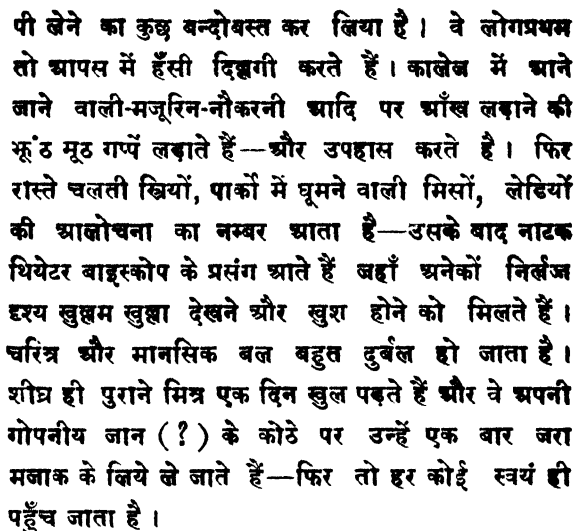 पी लेने का कुछ बन्दोबस्त कर लिया है। वे लोगप्रथम
तो आपस में हँसी दिल्लगी करते हैं। कालेज में आने
जाने वाली-मजूरिन-नौकरनी आदि पर आँख लड़ाने की
झूंठ मूठ गप्पें लड़ाते हैं—और उपहास करते है। फिर
रास्ते चलती स्त्रियों, पार्को में घूमने वाली मिसों, लेडियों
की आलोचना का नम्बर आता है—उसके बाद नाटक
थियेटर बाइस्कोप के प्रसंग आते हैं जहाँ अनेकों निर्लज्ज
दृश्य खुल्लम खुल्ला देखने और खुश होने को मिलते हैं।
चरित्र और मानसिक बल बहुत दुर्बल हो जाता है।
शीघ्र ही पुराने मित्र एक दिन खुल पड़ते हैं और वे अपनी
गोपनीय जान (?) के कोठे पर उन्हें एक बार जरा
मजाक के लिये ले जाते हैं—फिर तो हर कोई स्वयं ही
पहुँच जाता है।